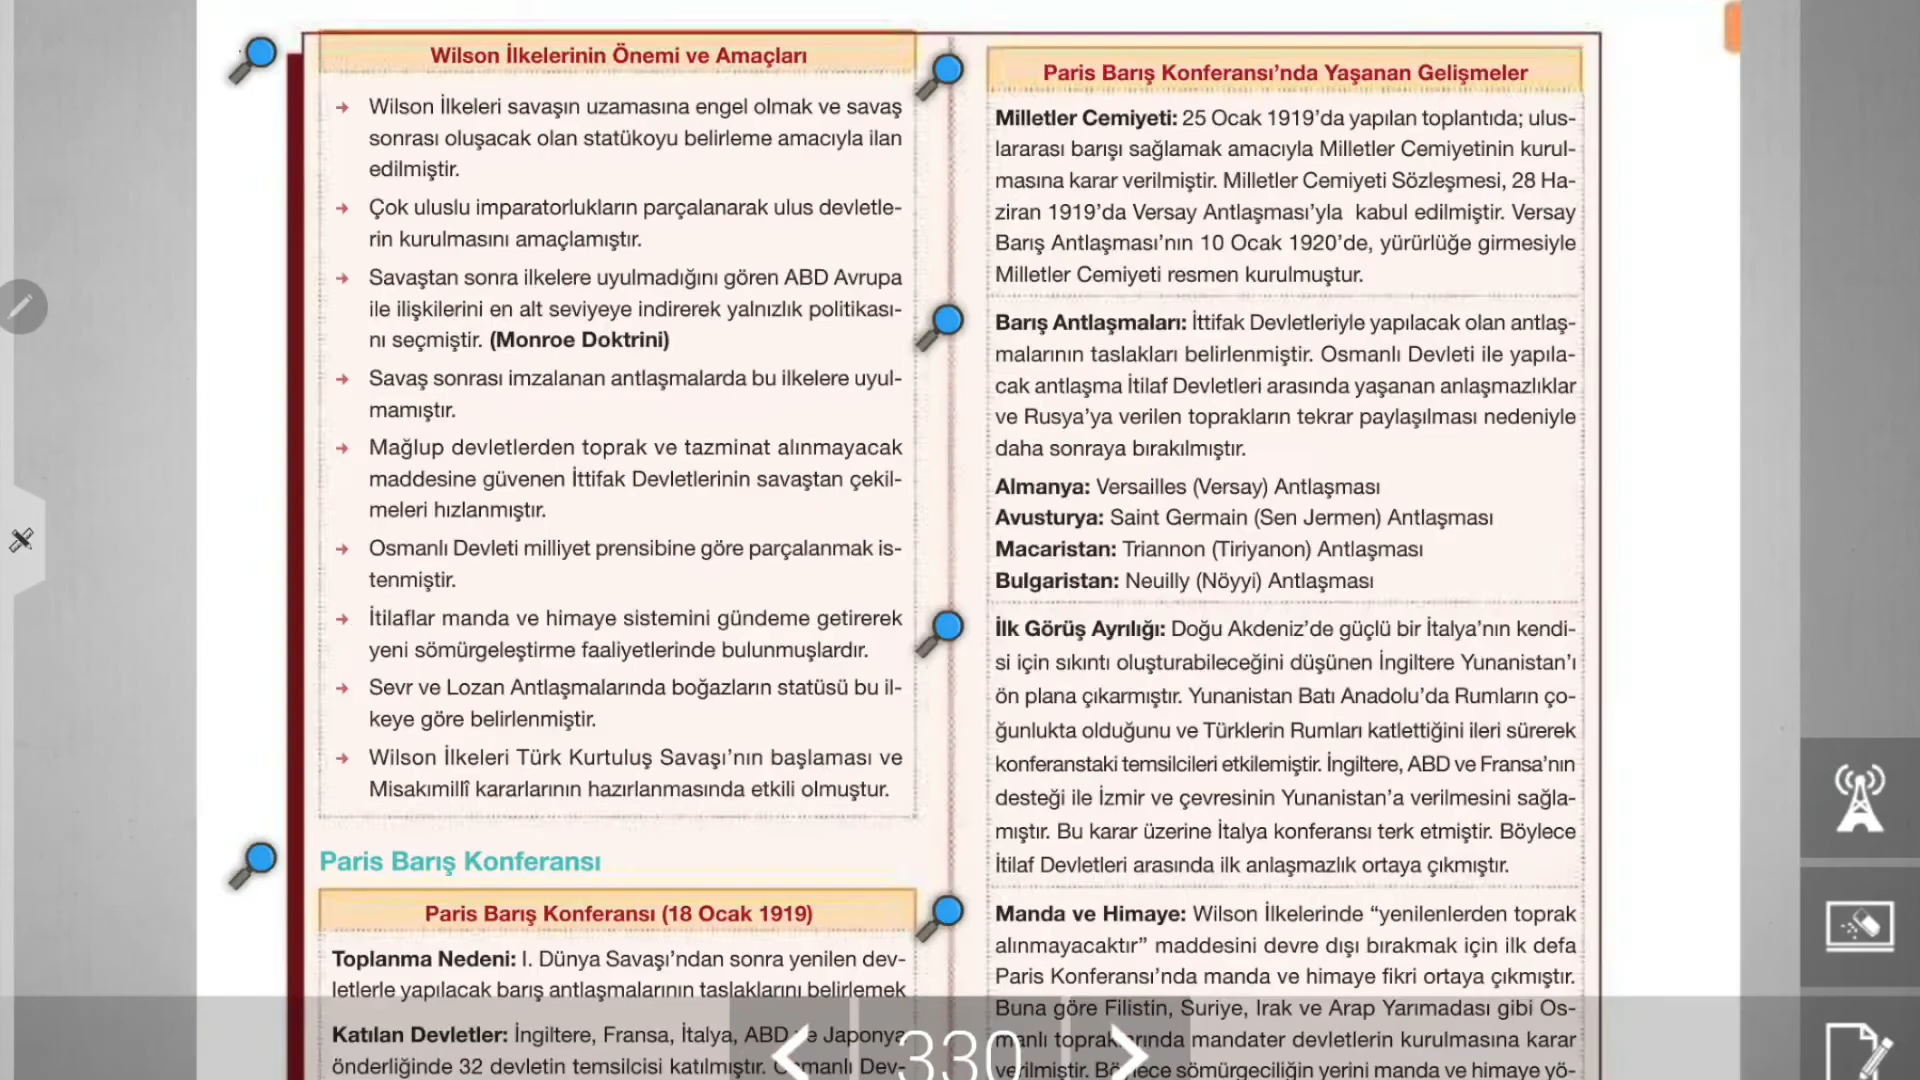 Wilson İlkelerinin Önemi ve Amaçları
Wilson İlkeleri savaşın uzamasına engel olmak ve savaş
sonrası oluşacak olan statükoyu belirleme amacıyla ilan
edilmiştir.
Çok uluslu imparatorlukların parçalanarak ulus devletle-
rin kurulmasını amaçlamıştır.
Savaştan sonra ilkelere uyulmadığını gören ABD Avrupa
ile ilişkilerini en alt seviyeye indirerek yalnızlık politikası-
nı seçmiştir. (Monroe Doktrini)
Savaş sonrası imzalanan antlaşmalarda bu ilkelere uyul-
mamıştır.
Mağlup devletlerden toprak ve tazminat alınmayacak
maddesine güvenen İttifak Devletlerinin savaştan çekil-
meleri hızlanmıştır.
Osmanlı Devleti milliyet prensibine göre parçalanmak is-
tenmiştir.
İtilaflar manda ve himaye sistemini gündeme getirerek
yeni sömürgeleştirme faaliyetlerinde bulunmuşlardır.
Sevr ve Lozan Antlaşmalarında boğazların statüsü bu il-
keye göre belirlenmiştir.
Wilson İlkeleri Türk Kurtuluş Savaşı’nın başlaması ve
Misakımillî kararlarının hazırlanmasında etkili olmuştur.
Paris Barış Konferansı
Paris Barış Konferansı (18 Ocak 1919)
Toplanma Nedeni: I. Dünya Savaşı’ndan sonra yenilen dev-
letlerle yapılacak barış antlaşmalarının taslaklarını belirlemek
Katılan Devletler: İngiltere, Fransa, İtalya, ABD ve Japonya
önderliğinde 32 devletin temsilcisi katılmıştır. Osmanlı Dev-
Paris Barış Konferansı’nda Yaşanan Gelişmeler
Milletler Cemiyeti: 25 Ocak 1919’da yapılan toplantıda; ulus-
lararası barışı sağlamak amacıyla Milletler Cemiyetinin kurul-
masına karar verilmiştir. Milletler Cemiyeti Sözleşmesi, 28 Ha-
ziran 1919’da Versay Antlaşması’yla kabul edilmiştir. Versay
Barış Antlaşması’nın 10 Ocak 1920’de, yürürlüğe girmesiyle
Milletler Cemiyeti resmen kurulmuştur.
Barış Antlaşmaları: İttifak Devletleriyle yapılacak olan antlaş-
malarının taslakları belirlenmiştir. Osmanlı Devleti ile yapıla-
cak antlaşma İtilaf Devletleri arasında yaşanan anlaşmazlıklar
ve Rusya’ya verilen toprakların tekrar paylaşılması nedeniyle
daha sonraya bırakılmıştır.
Almanya: Versailles (Versay) Antlaşması
Avusturya: Saint Germain (Sen Jermen) Antlaşması
Macaristan: Triannon (Tiriyanon) Antlaşması
Bulgaristan: Neuilly (Nöyyi) Antlaşması
İlk Görüş Ayrılığı: Doğu Akdeniz’de güçlü bir İtalya’nın kendi-
si için sıkıntı oluşturabileceğini düşünen İngiltere Yunanistan’ı
ön plana çıkarmıştır. Yunanistan Batı Anadolu’da Rumların ço-
ğunlukta olduğunu ve Türklerin Rumları katlettiğini ileri sürerek
konferanstaki temsilcileri etkilemiştir. İngiltere, ABD ve Fransa’nın
desteği ile İzmir ve çevresinin Yunanistan’a verilmesini sağla-
mıştır. Bu karar üzerine İtalya konferansı terk etmiştir. Böylece
İtilaf Devletleri arasında ilk anlaşmazlık ortaya çıkmıştır.
Manda ve Himaye: Wilson İlkelerinde “yenilenlerden toprak
alınmayacaktır” maddesini devre dışı bırakmak için ilk defa
Paris Konferansı’nda manda ve himaye fikri ortaya çıkmıştır.
Buna göre Filistin, Suriye, Irak ve Arap Yarımadası gibi Os-
manlı topraklarında mandater devletlerin kurulmasına karar
verilmiştir. Böylece sömürgeciliğin yerini manda ve himaye yö-
330